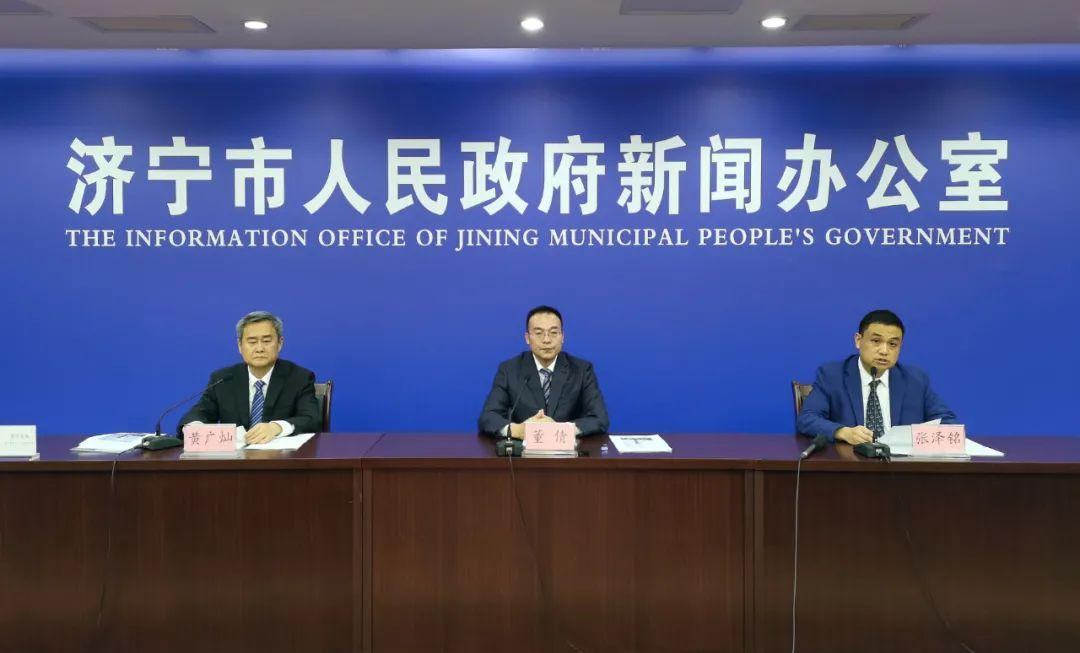 济宁市人民政府新闻办公室
THE INFORMATION OFFICE OF JINING MUNICIPAL PEOPLE'S GOVERNMENT
黄广灿
董倩
张泽铭